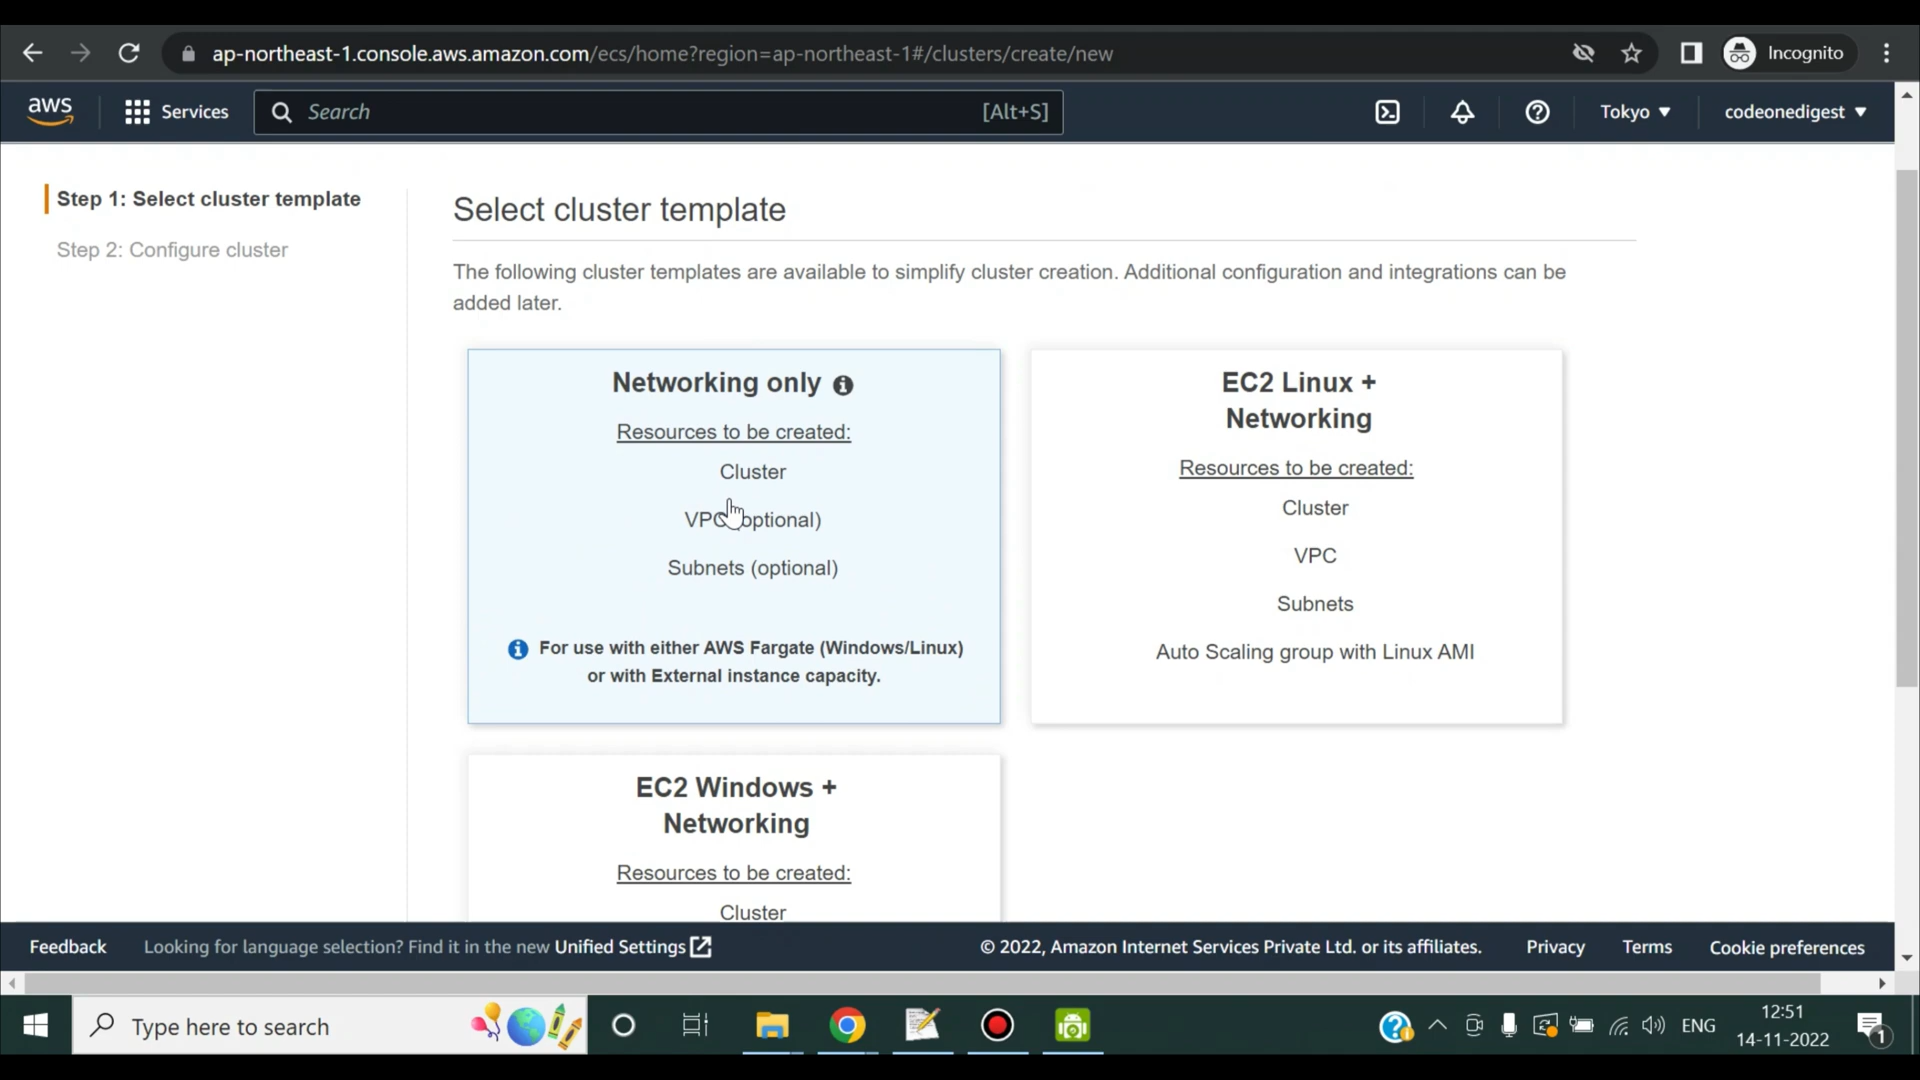 ap-northeast-1.console.aws.amazon.com/ecs/home?region=ap-northeast-1#/clusters/create/new
Incognito
aws
Services
Search
[Alt+S]
Tokyo
codeonedigest
Step 1: Select cluster template
Step 2: Configure cluster
Select cluster template
The following cluster templates are available to simplify cluster creation. Additional configuration and integrations can be
added later.
Networking only
Resources to be created:
Cluster
VPC (optional)
Subnets (optional)
For use with either AWS Fargate (Windows/Linux)
or with External instance capacity.
EC2 Linux +
Networking
Resources to be created:
Cluster
VPC
Subnets
Auto Scaling group with Linux AMI
EC2 Windows +
Networking
Resources to be created:
Cluster
Feedback
Looking for language selection? Find it in the new Unified Settings
© 2022, Amazon Internet Services Private Ltd. or its affiliates.
Privacy
Terms
Cookie preferences
Type here to search
ENG
12:51
14-11-2022
1